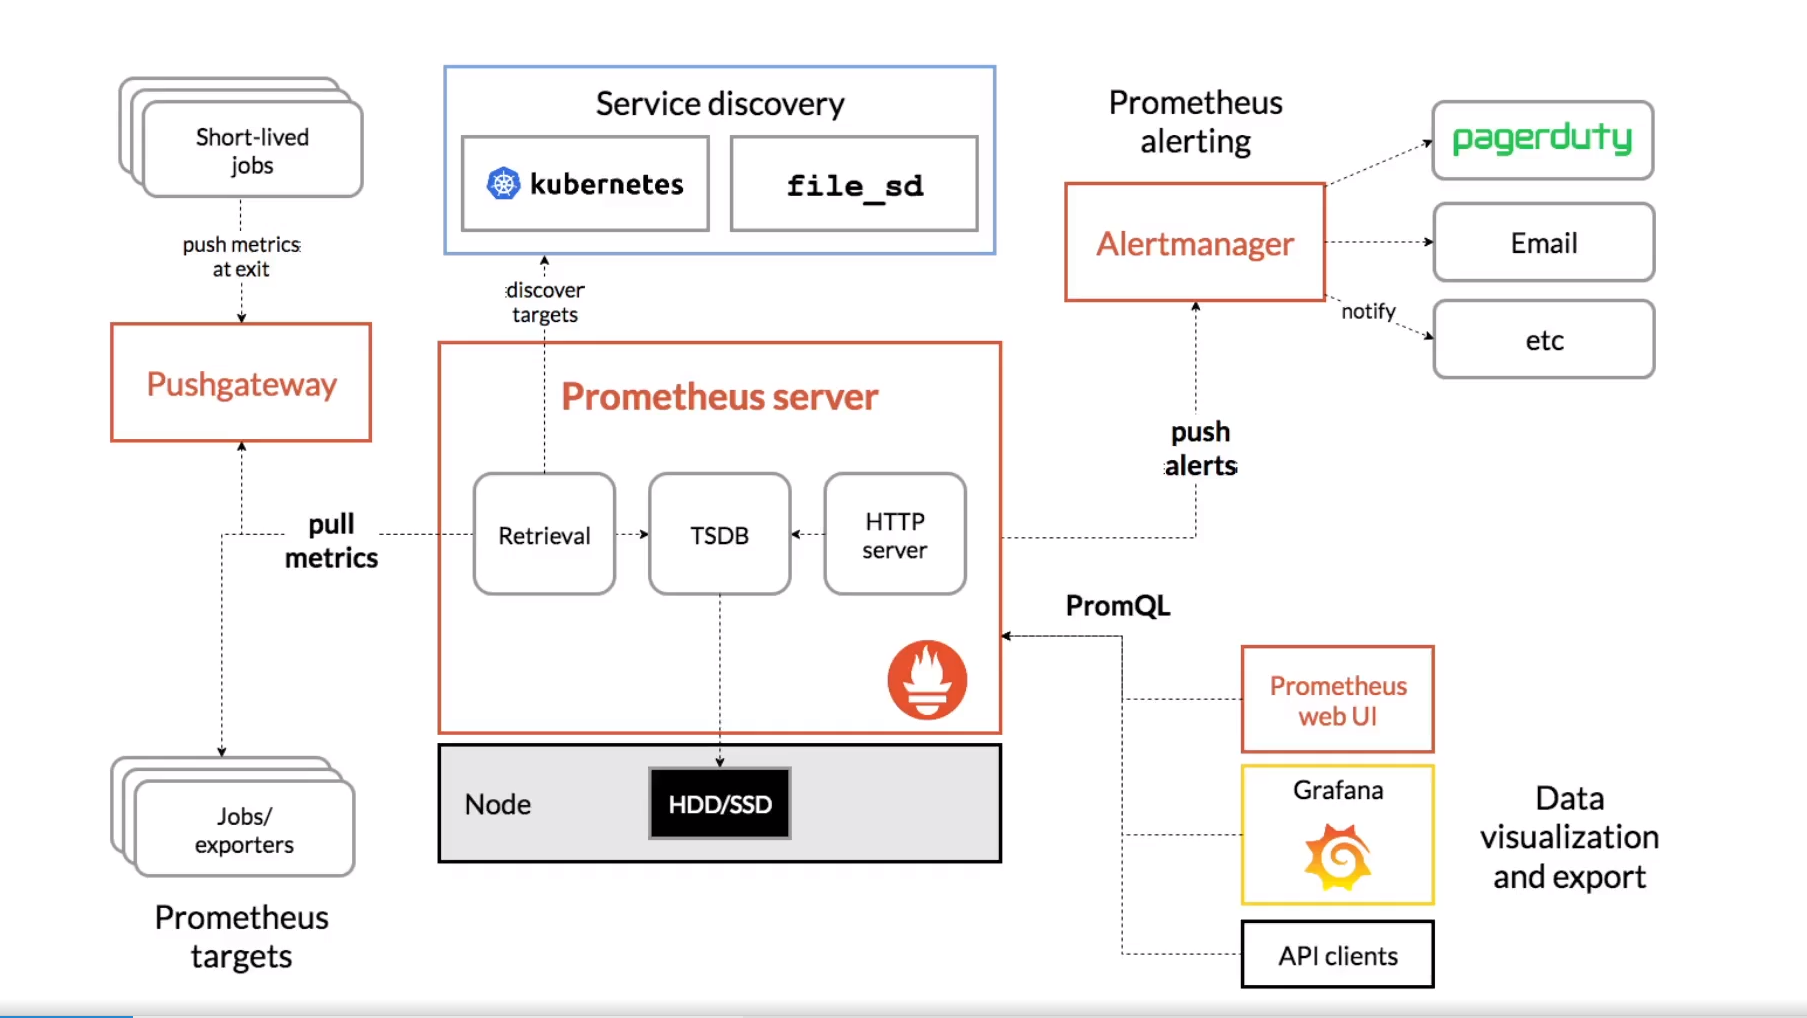 Short-lived
jobs
push metrics
at exit
Pushgateway
pull
metrics
Jobs/
exporters
Prometheus
targets
Service discovery
kubernetes
file_sd
discover
targets
Prometheus server
Retrieval
TSDB
HTTP
server
Node
HDD/SSD
Prometheus
alerting
Alertmanager
pagerduty
Email
notify
etc
push
alerts
PromQL
Prometheus
web UI
Grafana
API clients
Data
visualization
and export